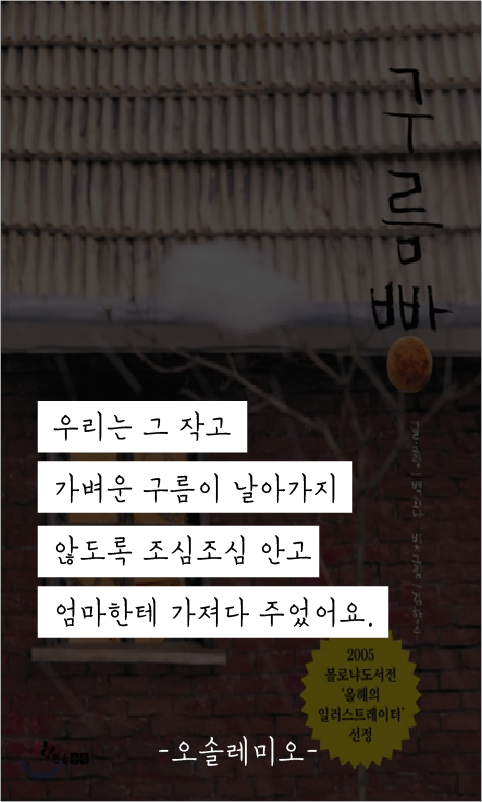 구름빵
글·그림 | 백희나 빛그림 | 김향수
우리는 그 작고
가벼운 구름이 날아가지
않도록 조심조심 안고
엄마한테 가져다 주었어요.
2005
볼로냐도서전
'올해의
일러스트레이터'
선정
한솔수북
-오솔레미오-